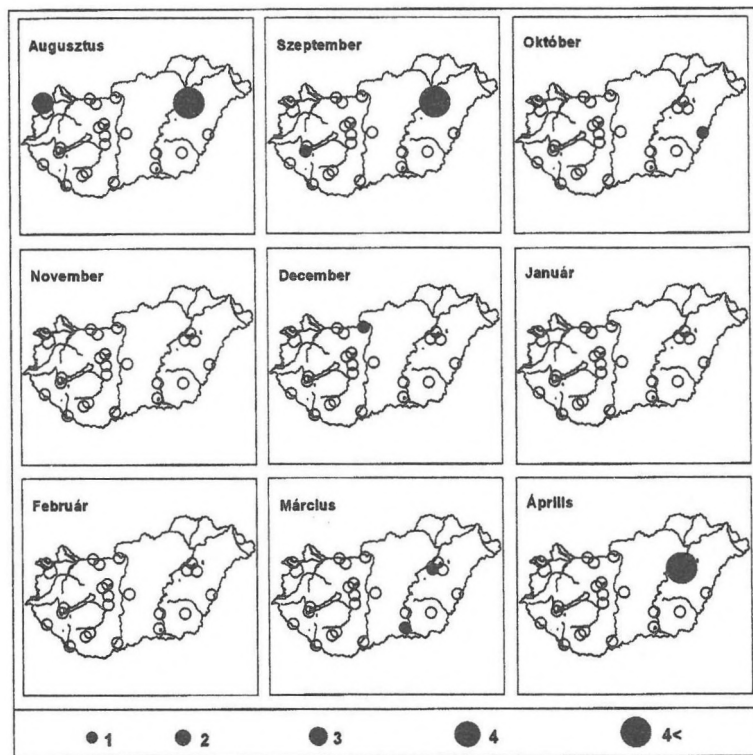 Augusztus
Szeptember
Október
November
December
Január
Február
Március
Április
1
2
3
4
4<